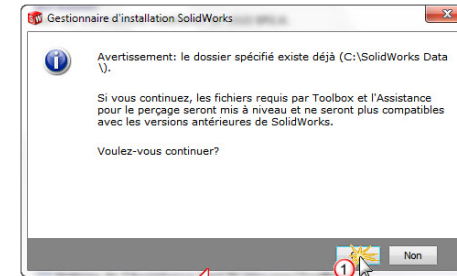 Gestionnaire d'installation SolidWorks
Avertissement: le dossier spécifié existe déjà (C:\SolidWorks Data
\).
Si vous continuez, les fichiers requis par Toolbox et l'Assistance
pour le perçage seront mis à niveau et ne seront plus compatibles
avec les versions antérieures de SolidWorks.
Voulez-vous continuer?
1
Non